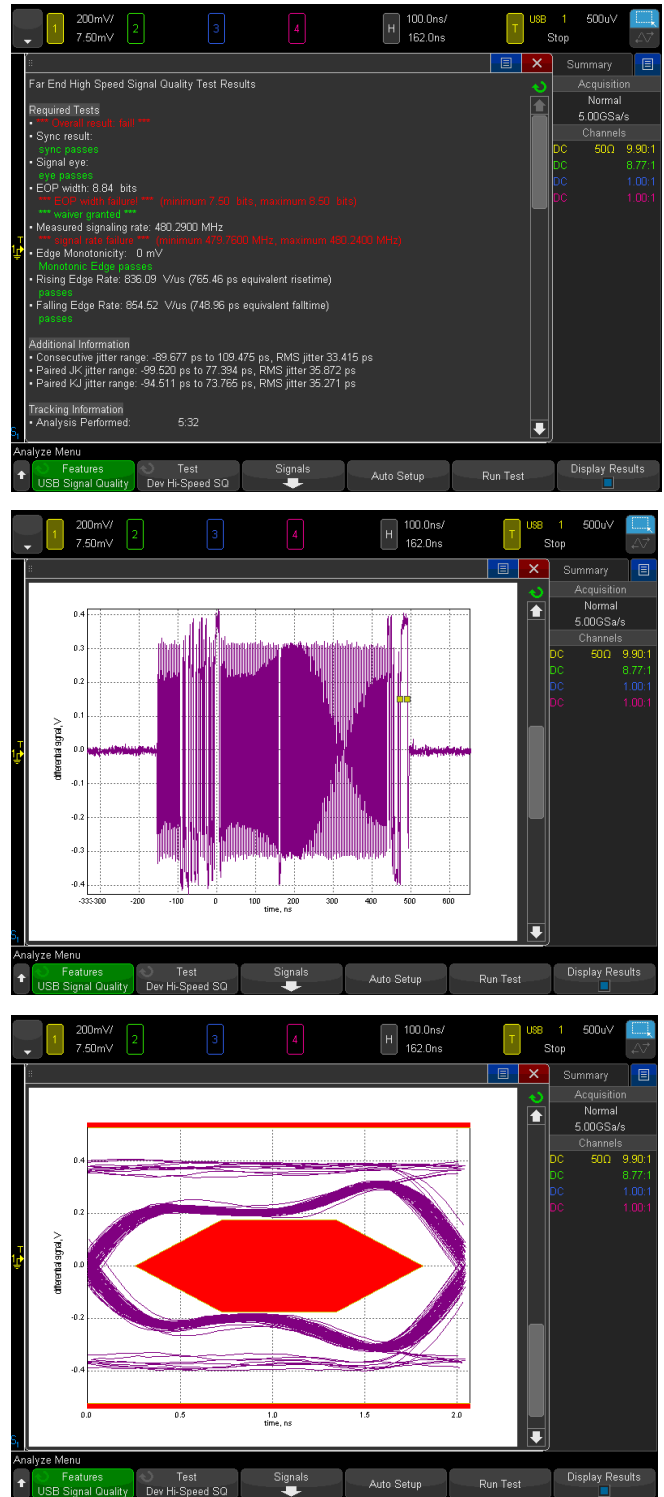 200mV/ 100.0ns/ USB 1 500uV
1 2 3 4 H T
7.50mV 162.0ns Stop
Summary
Far End High Speed Signal Quality Test Results
Acquisition
Normal
5.00GSa/s
Channels
DC 50Ω 9.90:1
DC 8.77:1
DC 1.00:1
DC 1.00:1
Required Tests
• *** Overall result: fail! ***
• Sync result:
sync passes
• Signal eye:
eye passes
• EOP width: 8.84 bits
*** EOP width failure! *** (minimum 7.50 bits, maximum 8.50 bits)
*** waiver granted ***
• Measured signaling rate: 480.2900 MHz
*** signal rate failure *** (minimum 479.7600 MHz, maximum 480.2400 MHz)
• Edge Monotonicity: 0 mV
Monotonic Edge passes
• Rising Edge Rate: 836.09 V/us (765.46 ps equivalent risetime)
passes
• Falling Edge Rate: 854.52 V/us (748.96 ps equivalent falltime)
passes
Additional Information
• Consecutive jitter range: -89.677 ps to 109.475 ps, RMS jitter 33.415 ps
• Paired JK jitter range: -99.520 ps to 77.394 ps, RMS jitter 35.872 ps
• Paired KJ jitter range: -94.511 ps to 73.765 ps, RMS jitter 35.271 ps
Tracking Information
• Analysis Performed: 5:32
Analyze Menu
Features Test Signals Auto Setup Run Test Display Results
USB Signal Quality Dev Hi-Speed SQ
200mV/ 100.0ns/ USB 1 500uV
1 2 3 4 H T
7.50mV 162.0ns Stop
Summary
Acquisition
Normal
5.00GSa/s
Channels
DC 50Ω 9.90:1
DC 8.77:1
DC 1.00:1
DC 1.00:1
0.4
0.3
0.2
0.1
0.0
-0.1
-0.2
-0.3
-0.4
differential signal, V
-333-300 -200 -100 0 100 200 300 400 500 600
time, ns
Analyze Menu
Features Test Signals Auto Setup Run Test Display Results
USB Signal Quality Dev Hi-Speed SQ
200mV/ 100.0ns/ USB 1 500uV
1 2 3 4 H T
7.50mV 162.0ns Stop
Summary
Acquisition
Normal
5.00GSa/s
Channels
DC 50Ω 9.90:1
DC 8.77:1
DC 1.00:1
DC 1.00:1
0.4
0.2
0.0
-0.2
-0.4
differential signal, V
0.0 0.5 1.0 1.5 2.0
time, ns
Analyze Menu
Features Test Signals Auto Setup Run Test Display Results
USB Signal Quality Dev Hi-Speed SQ